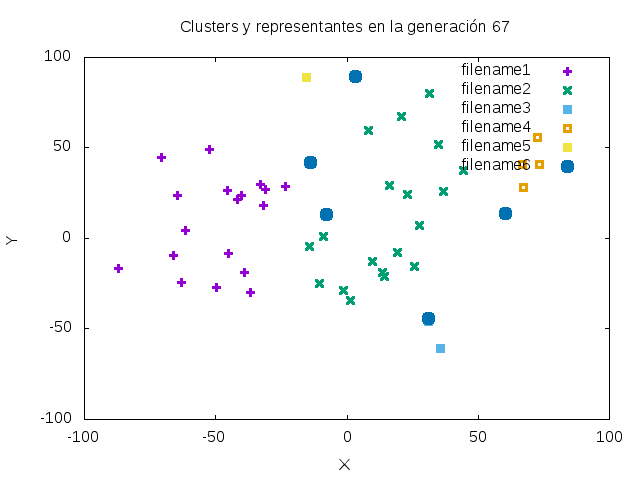 Clusters y representantes en la generación 67
100
50
0
-50
-100
-100
-50
0
50
100
Y
X
filename1
filename2
filename3
filename4
filename5
filename6